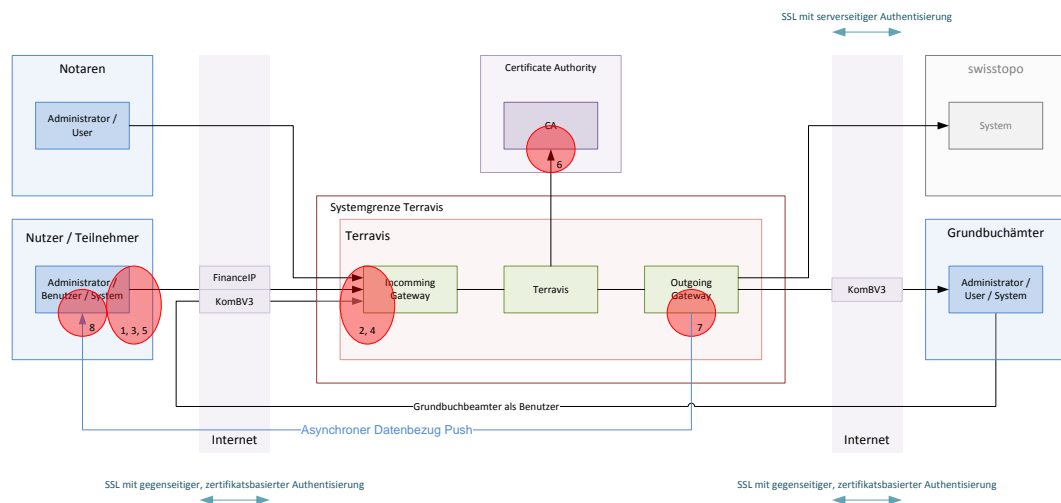 SSL mit serverseitiger Authentisierung
Notaren
Administrator /
User
Certificate Authority
CA
6
swisstopo
System
Systemgrenze Terravis
Terravis
Nutzer / Teilnehmer
Administrator /
Benutzer / System
8
1, 3, 5
FinanceIP
KomBV3
Incomming
Gateway
2, 4
Terravis
Outgoing
Gateway
7
KomBV3
Grundbuchämter
Administrator /
User / System
Grundbuchbeamter als Benutzer
Asynchroner Datenbezug Push
Internet
Internet
SSL mit gegenseitiger, zertifikatsbasierter Authentisierung
SSL mit gegenseitiger, zertifikatsbasierter Authentisierung